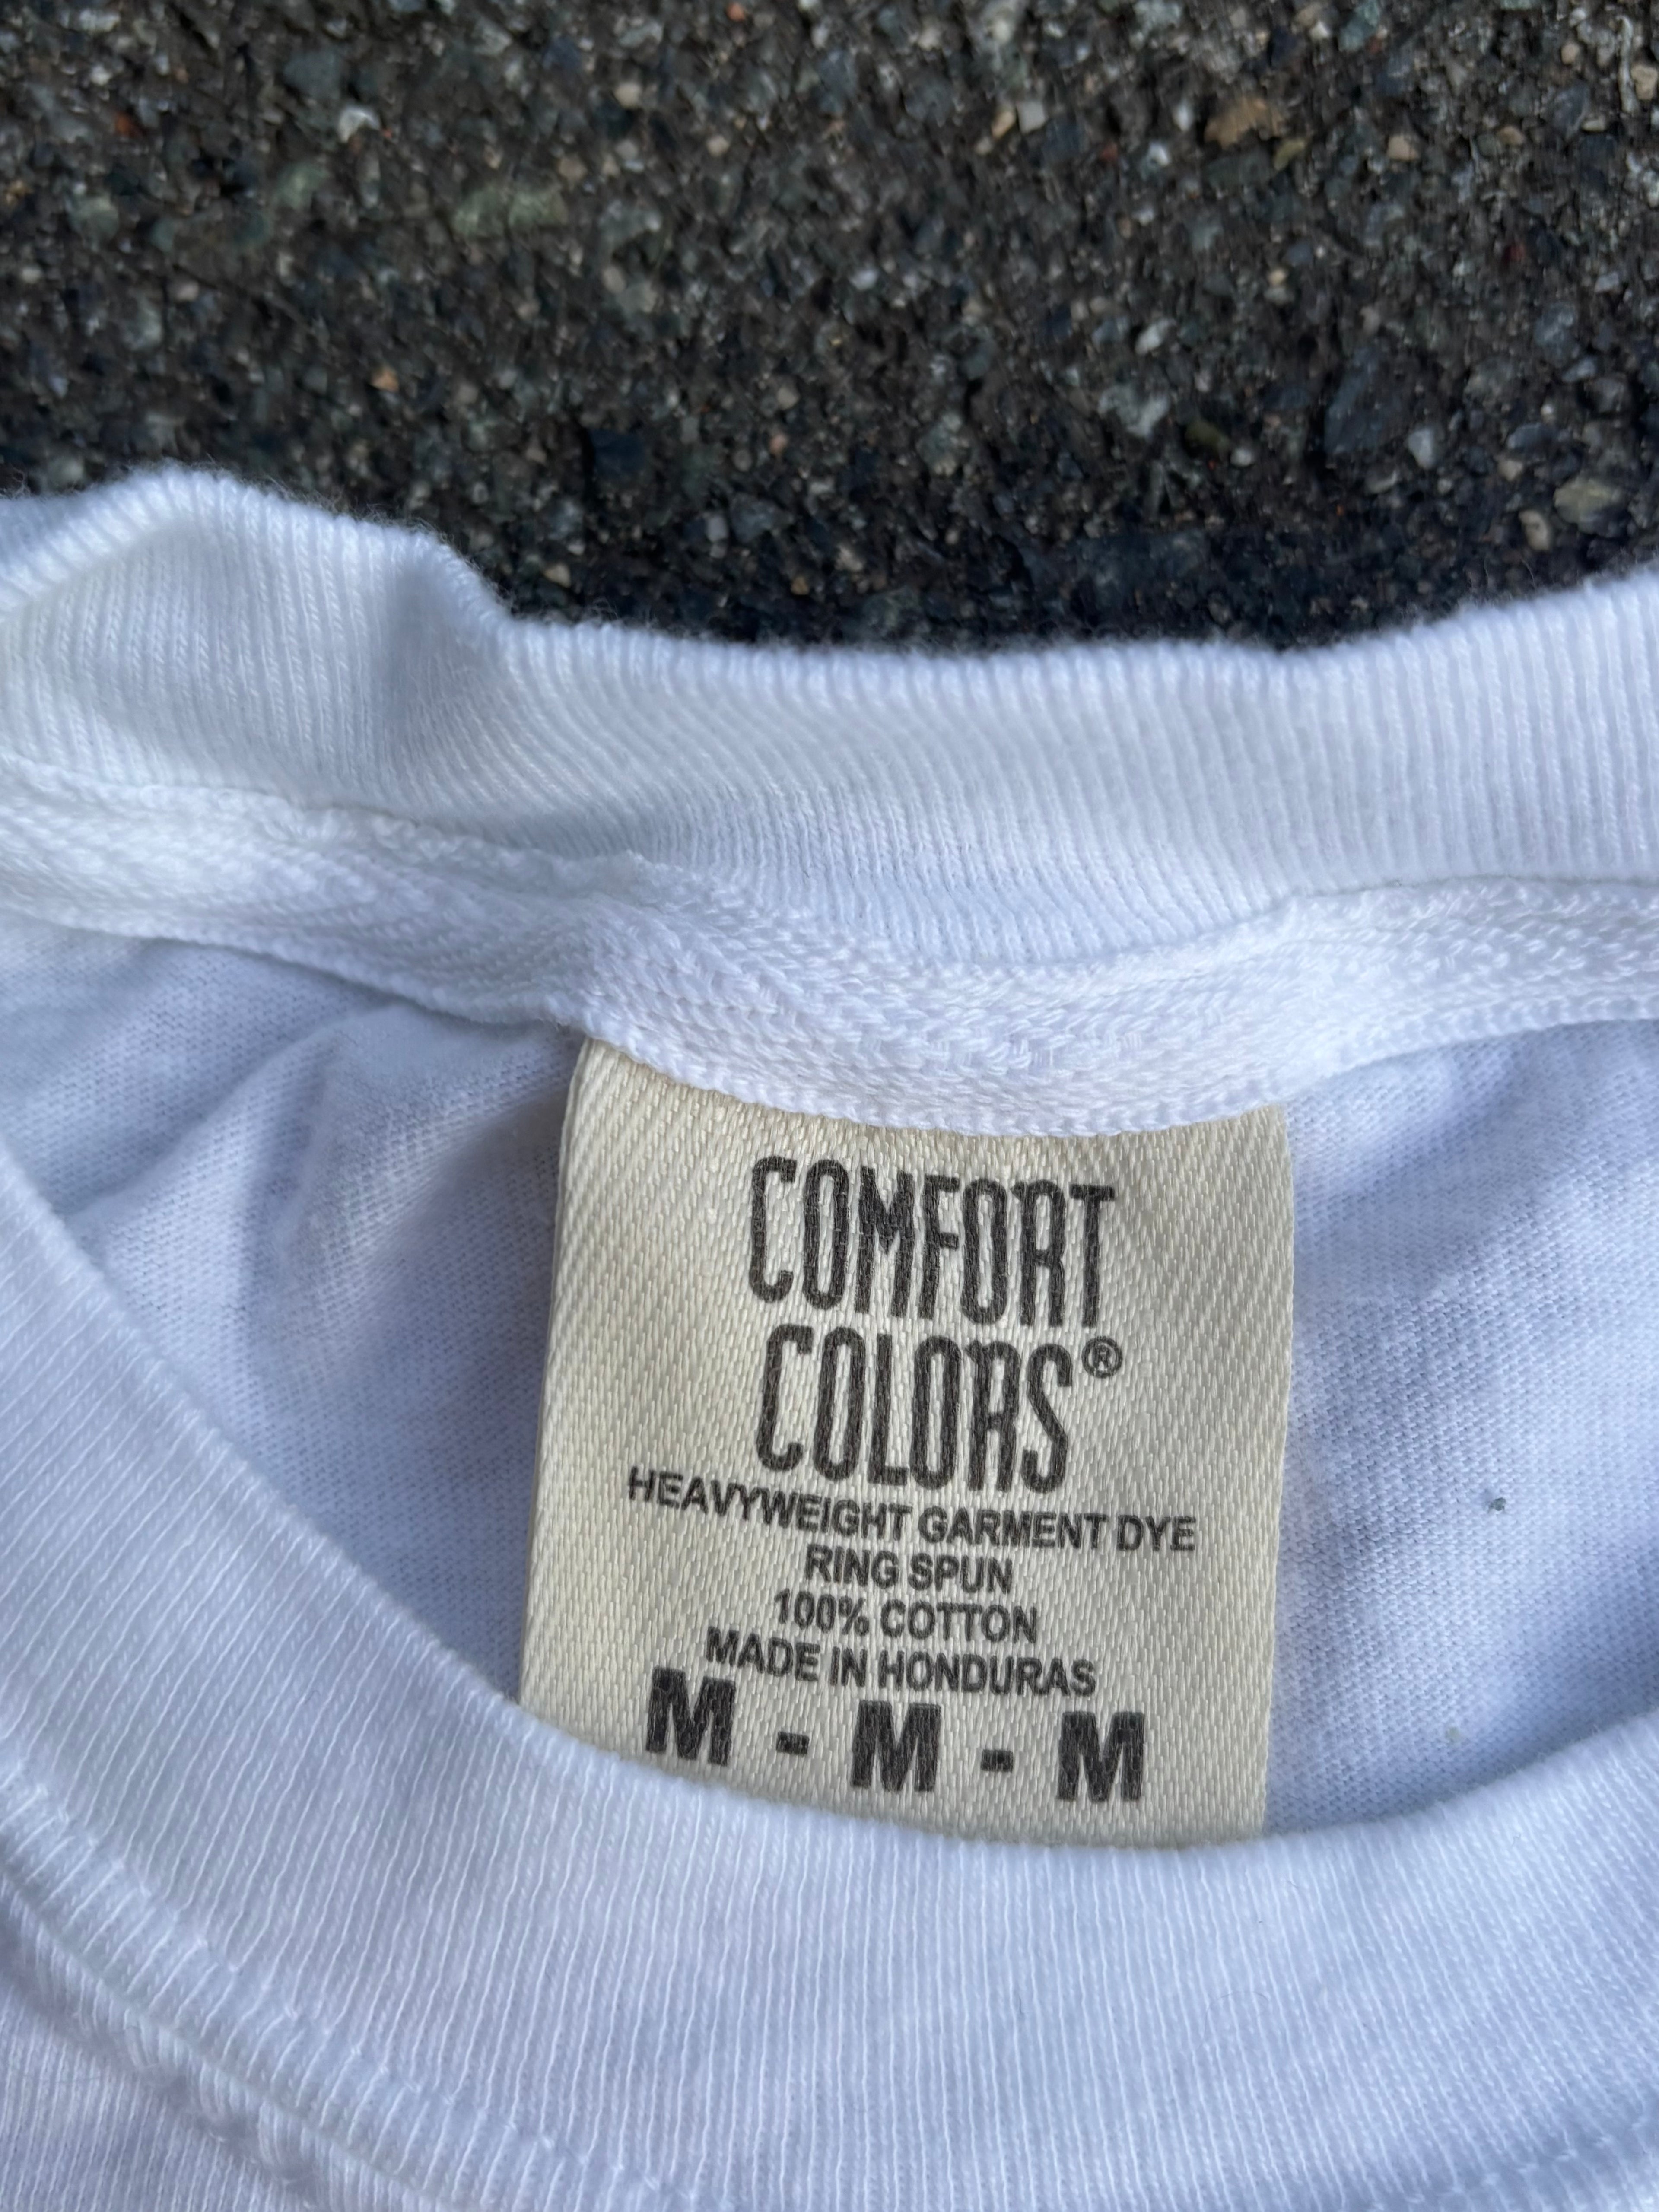 COMFORT
COLORS®
HEAVYWEIGHT GARMENT DYE
RING SPUN
100% COTTON
MADE IN HONDURAS
M - M - M